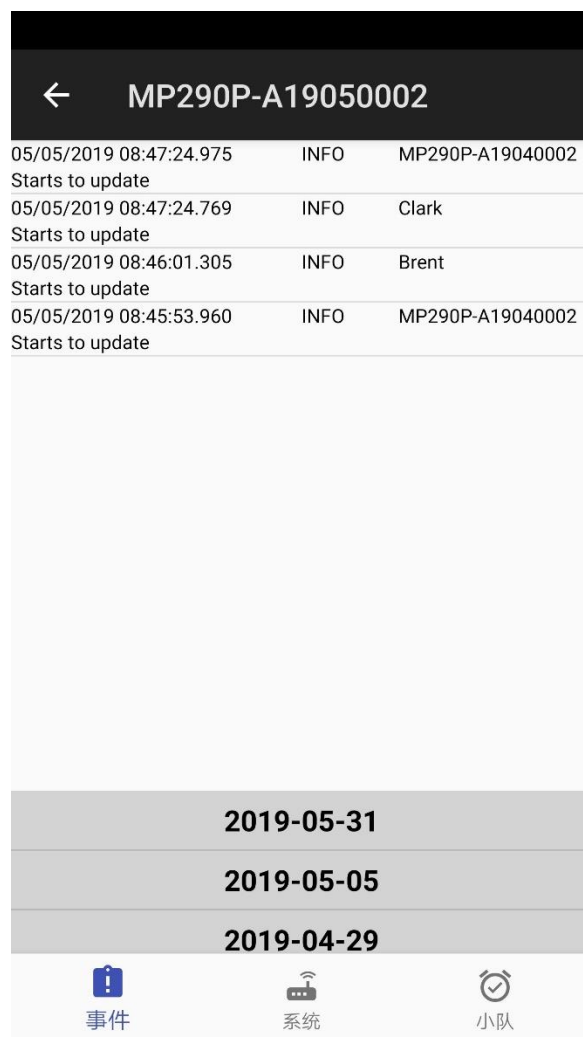 MP290P-A19050002
05/05/2019 08:47:24.975 INFO MP290P-A19040002
Starts to update
05/05/2019 08:47:24.769 INFO Clark
Starts to update
05/05/2019 08:46:01.305 INFO Brent
Starts to update
05/05/2019 08:45:53.960 INFO MP290P-A19040002
Starts to update
2019-05-31
2019-05-05
2019-04-29
事件 系统 小队